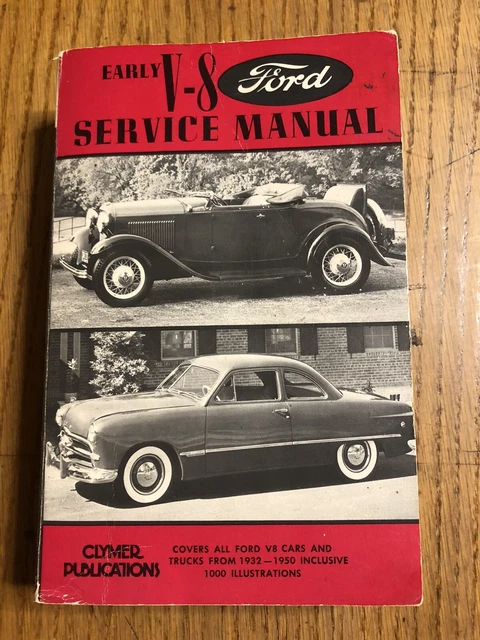 EARLY V-8 Ford
SERVICE MANUAL
CLYMER
PUBLICATIONS
COVERS ALL FORD V8 CARS AND
TRUCKS FROM 1932—1950 INCLUSIVE
1000 ILLUSTRATIONS